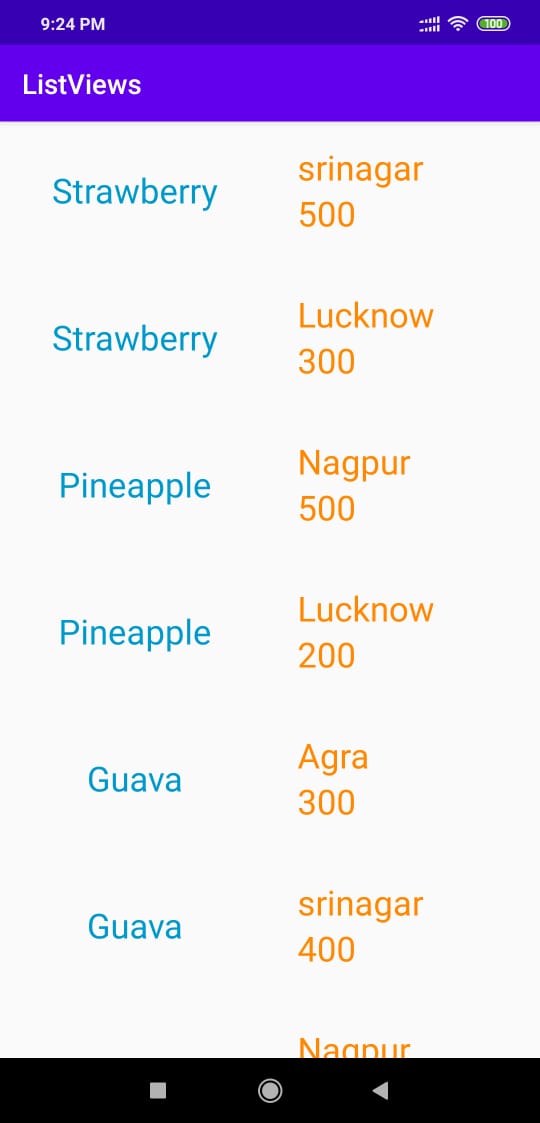 9:24 PM 100
ListViews
Strawberry
srinagar
500
Strawberry
Lucknow
300
Pineapple
Nagpur
500
Pineapple
Lucknow
200
Guava
Agra
300
Guava
srinagar
400
Nagpur